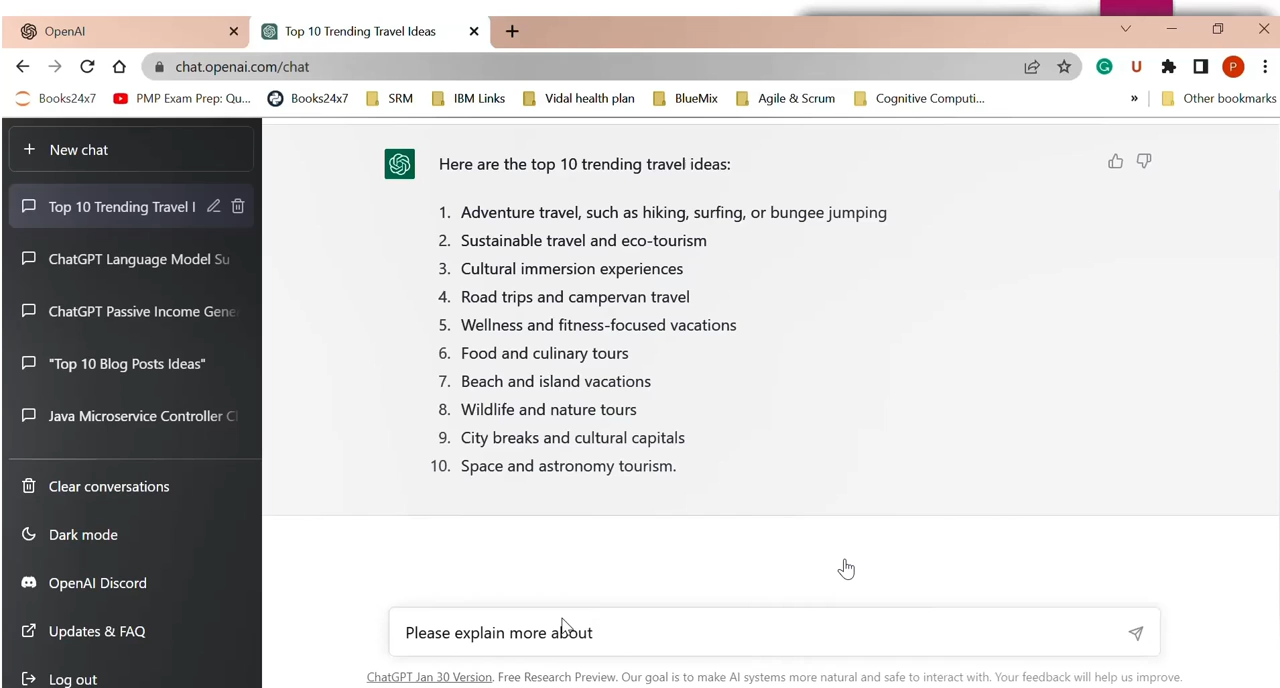 OpenAI
Top 10 Trending Travel Ideas
chat.openai.com/chat
U
P
Books24x7
PMP Exam Prep: Qu...
Books24x7
SRM
IBM Links
Vidal health plan
BlueMix
Agile & Scrum
Cognitive Computi...
»
Other bookmarks
+ New chat
Top 10 Trending Travel I
ChatGPT Language Model Su
ChatGPT Passive Income Gene
"Top 10 Blog Posts Ideas"
Java Microservice Controller C
Clear conversations
Dark mode
OpenAI Discord
Updates & FAQ
Log out
Here are the top 10 trending travel ideas:
1. Adventure travel, such as hiking, surfing, or bungee jumping
2. Sustainable travel and eco-tourism
3. Cultural immersion experiences
4. Road trips and campervan travel
5. Wellness and fitness-focused vacations
6. Food and culinary tours
7. Beach and island vacations
8. Wildlife and nature tours
9. City breaks and cultural capitals
10. Space and astronomy tourism.
Please explain more about
ChatGPT Jan 30 Version. Free Research Preview. Our goal is to make AI systems more natural and safe to interact with. Your feedback will help us improve.